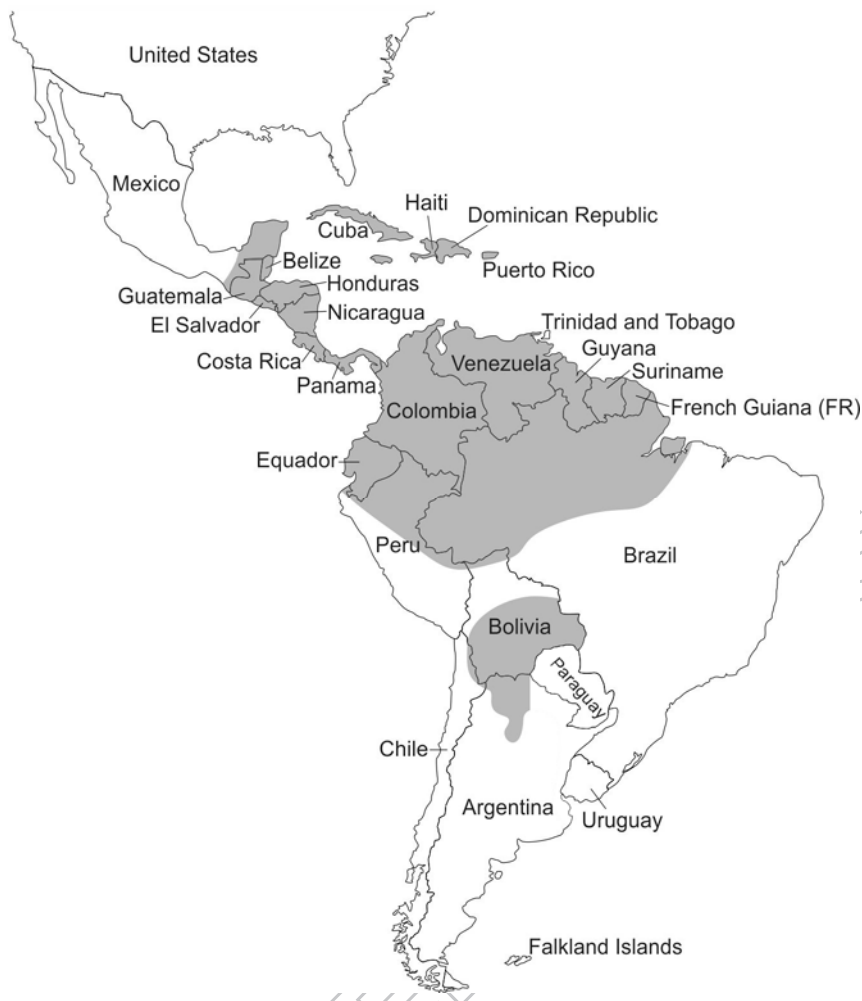 United States
Mexico
Haiti
Dominican Republic
Cuba
Belize
Puerto Rico
Honduras
Guatemala
Nicaragua
El Salvador
Trinidad and Tobago
Costa Rica
Venezuela
Guyana
Panama
Suriname
Colombia
French Guiana (FR)
Equador
Peru
Brazil
Bolivia
Paraguay
Chile
Argentina
Uruguay
Falkland Islands